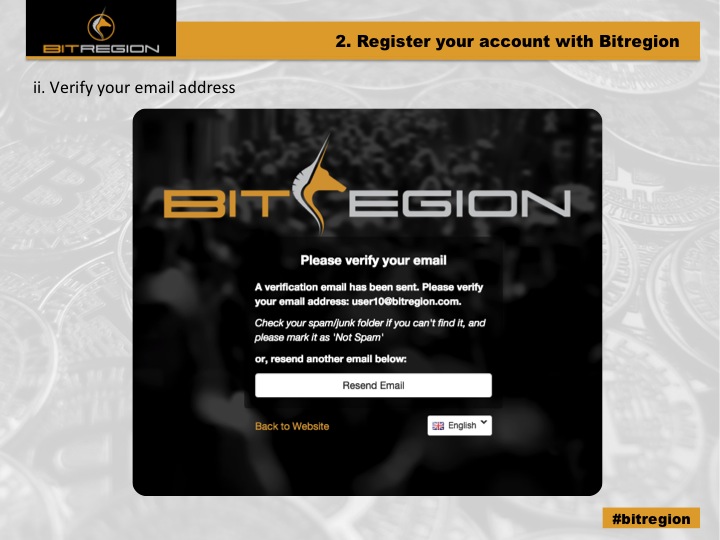 BITREGION
2. Register your account with Bitregion
ii. Verify your email address
BITREGION
Please verify your email
A verification email has been sent. Please verify
your email address: user10@bitregion.com.
Check your spam/junk folder if you can't find it, and
please mark it as 'Not Spam'
or, resend another email below:
Resend Email
Back to Website
English
#bitregion